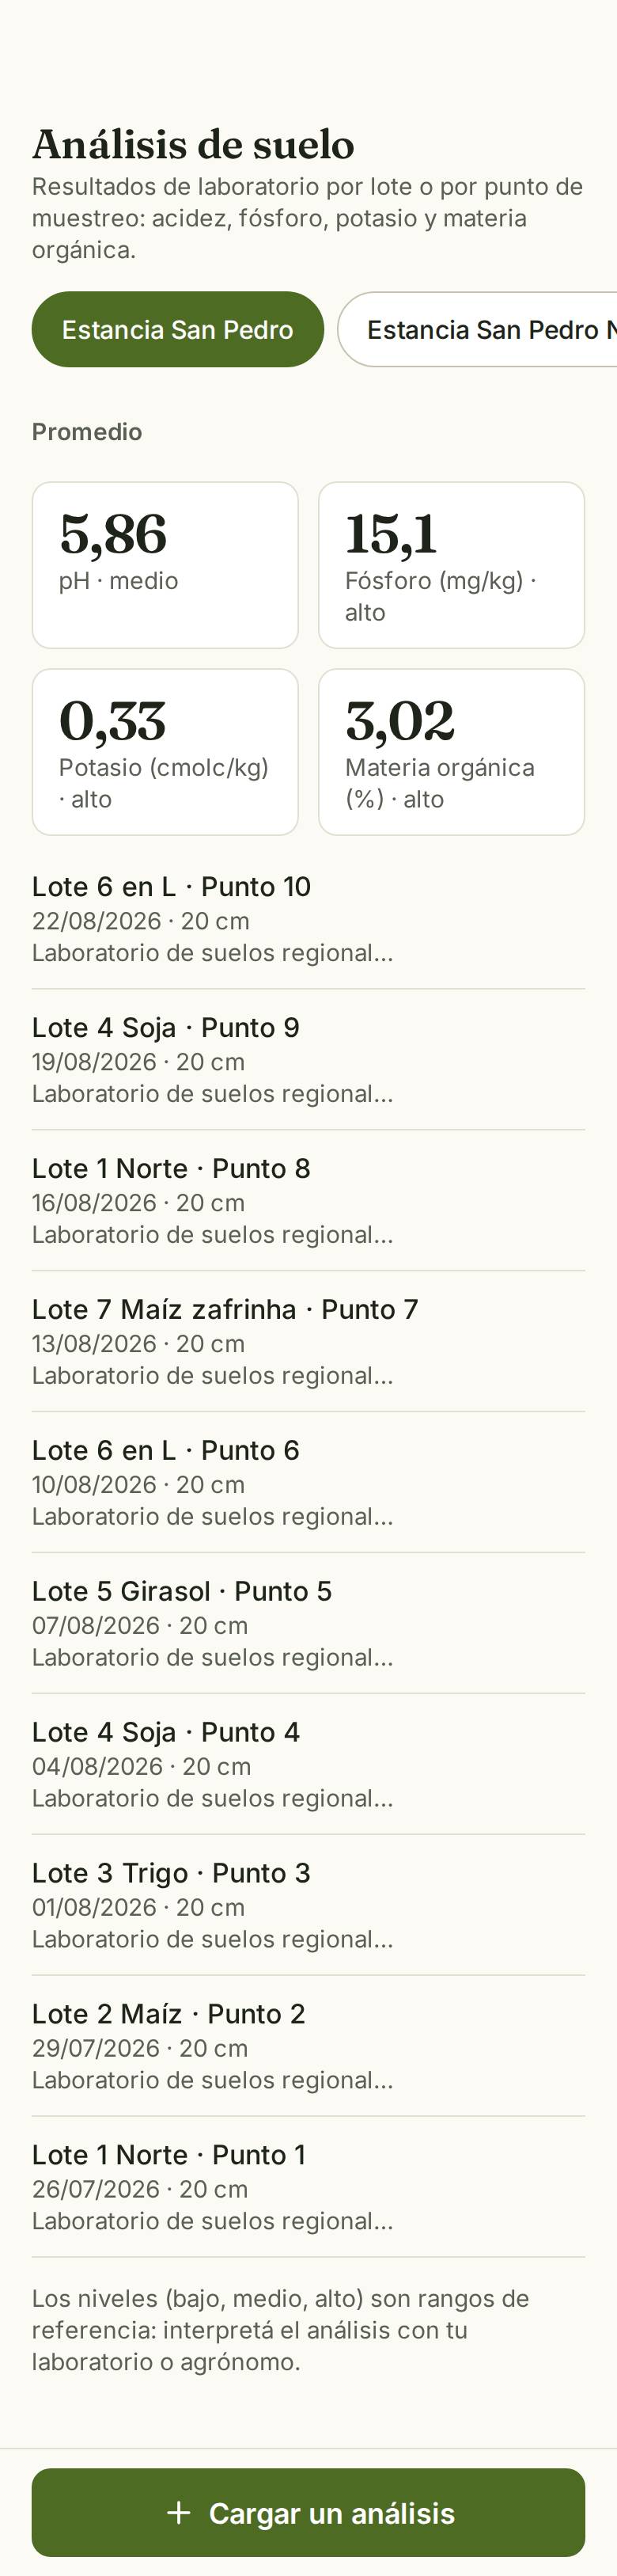 Análisis de suelo
Resultados de laboratorio por lote o por punto de
muestreo: acidez, fósforo, potasio y materia
orgánica.
Estancia San Pedro
Estancia San Pedro N
Promedio
5,86
pH · medio
15,1
Fósforo (mg/kg) ·
alto
0,33
Potasio (cmolc/kg)
· alto
3,02
Materia orgánica
(%) · alto
Lote 6 en L · Punto 10
22/08/2026 · 20 cm
Laboratorio de suelos regional...
Lote 4 Soja · Punto 9
19/08/2026 · 20 cm
Laboratorio de suelos regional...
Lote 1 Norte · Punto 8
16/08/2026 · 20 cm
Laboratorio de suelos regional...
Lote 7 Maíz zafrinha · Punto 7
13/08/2026 · 20 cm
Laboratorio de suelos regional...
Lote 6 en L · Punto 6
10/08/2026 · 20 cm
Laboratorio de suelos regional...
Lote 5 Girasol · Punto 5
07/08/2026 · 20 cm
Laboratorio de suelos regional...
Lote 4 Soja · Punto 4
04/08/2026 · 20 cm
Laboratorio de suelos regional...
Lote 3 Trigo · Punto 3
01/08/2026 · 20 cm
Laboratorio de suelos regional...
Lote 2 Maíz · Punto 2
29/07/2026 · 20 cm
Laboratorio de suelos regional...
Lote 1 Norte · Punto 1
26/07/2026 · 20 cm
Laboratorio de suelos regional...
Los niveles (bajo, medio, alto) son rangos de
referencia: interpretá el análisis con tu
laboratorio o agrónomo.
+ Cargar un análisis